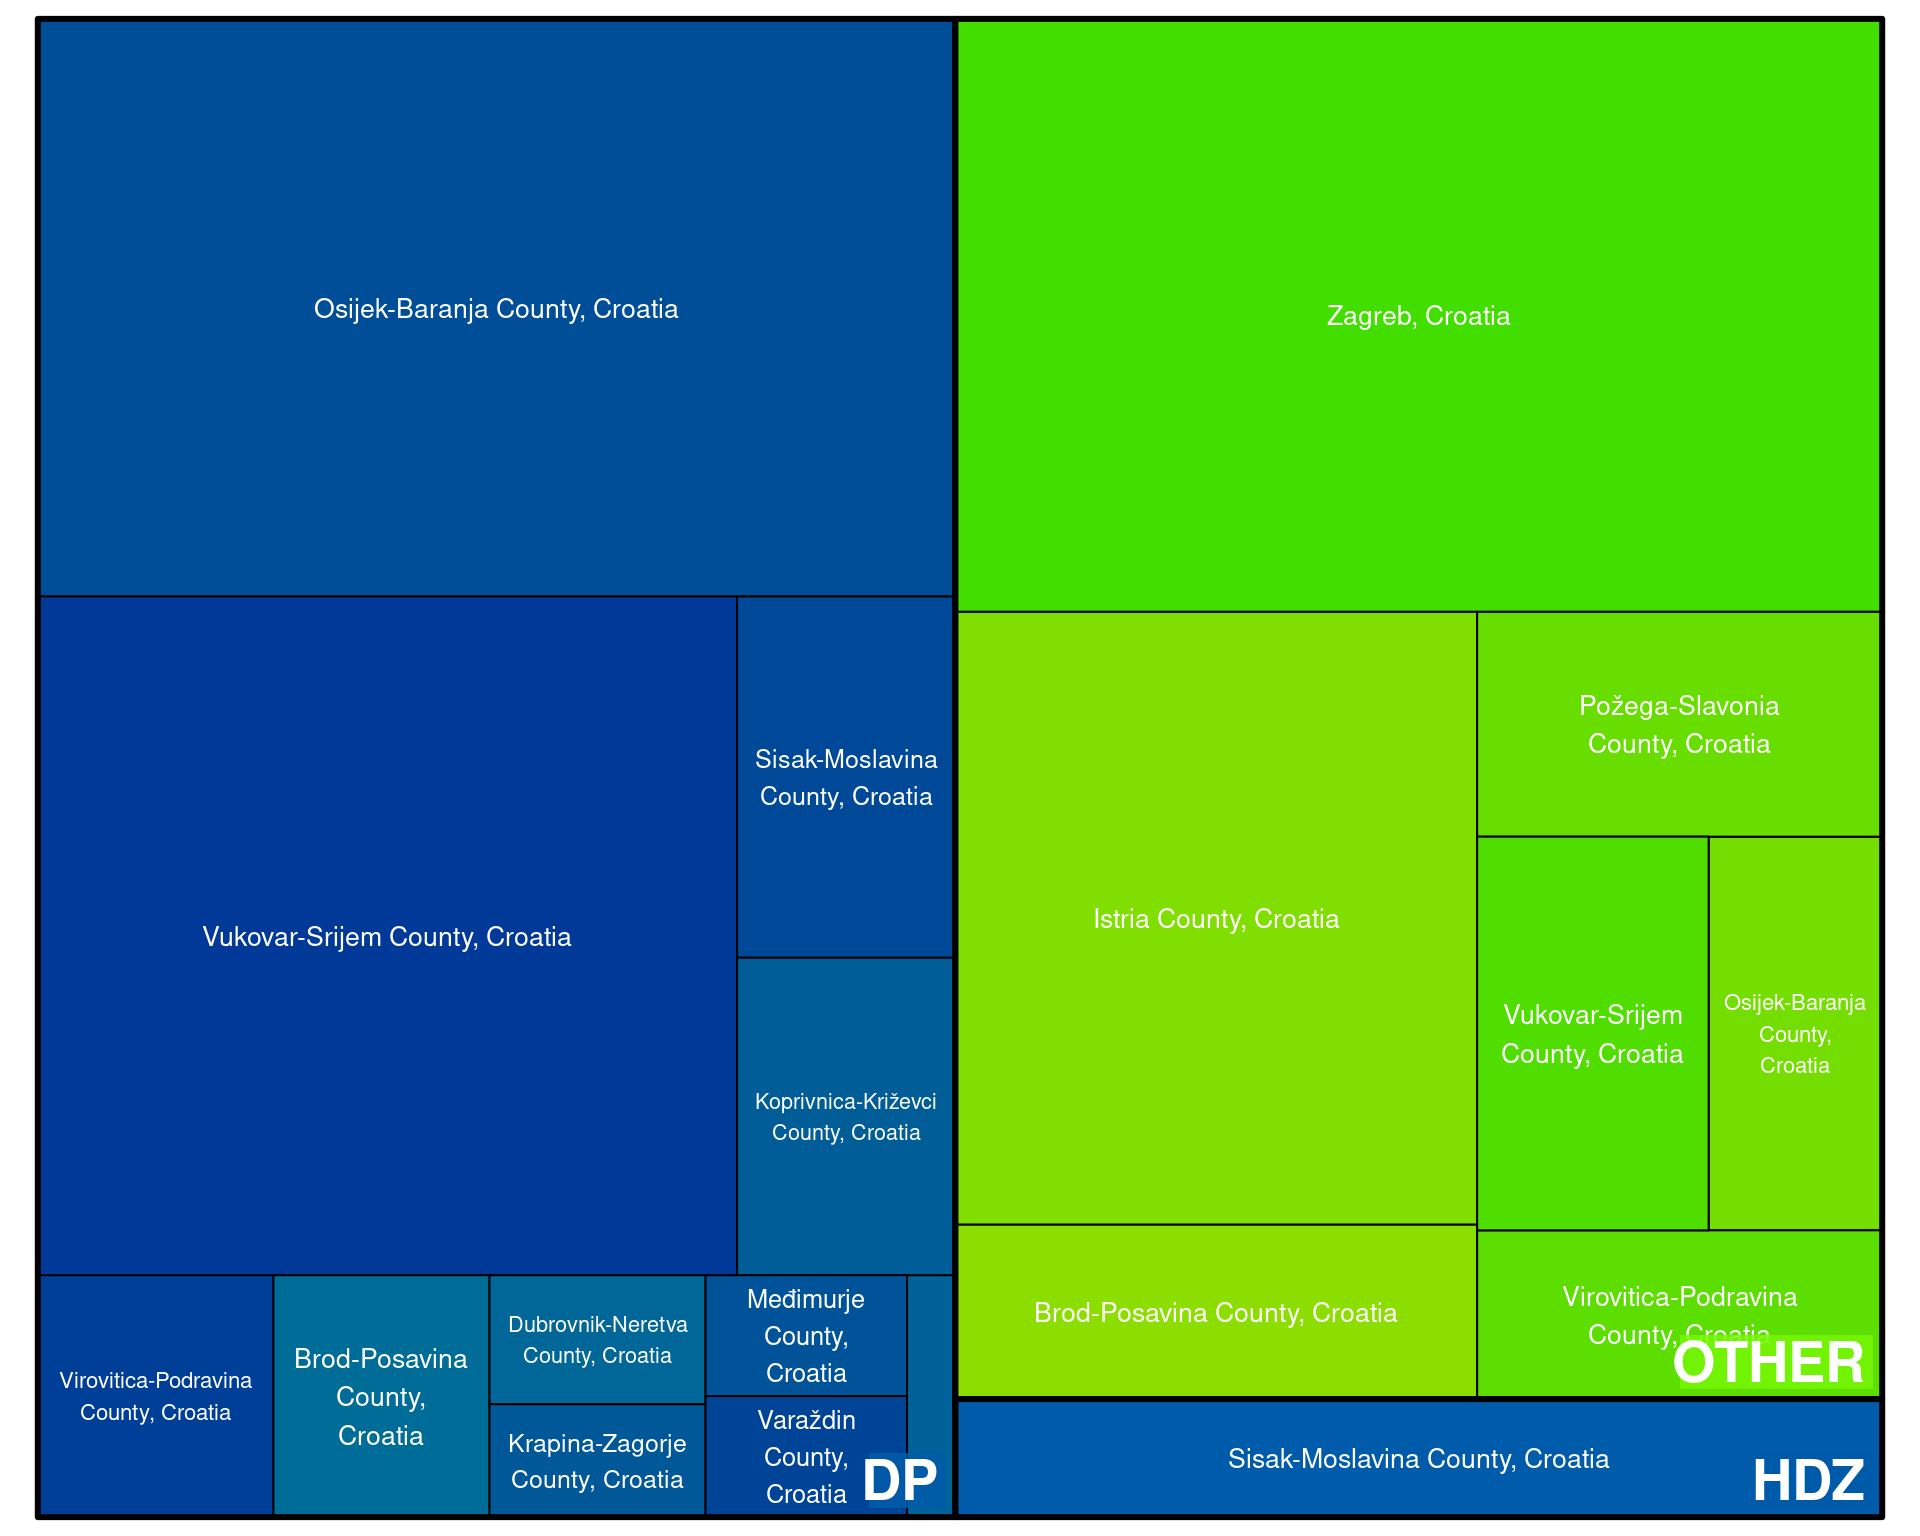 Osijek-Baranja County, Croatia
Vukovar-Srijem County, Croatia
Sisak-Moslavina
County, Croatia
Koprivnica-Križevci
County, Croatia
Virovitica-Podravina
County, Croatia
Brod-Posavina
County,
Croatia
Dubrovnik-Neretva
County, Croatia
Krapina-Zagorje
County, Croatia
Međimurje
County,
Croatia
Varaždin
County,
Croatia
DP
Zagreb, Croatia
Istria County, Croatia
Brod-Posavina County, Croatia
Požega-Slavonia
County, Croatia
Vukovar-Srijem
County, Croatia
Osijek-Baranja
County,
Croatia
Virovitica-Podravina
County, Croatia
OTHER
Sisak-Moslavina County, Croatia
HDZ